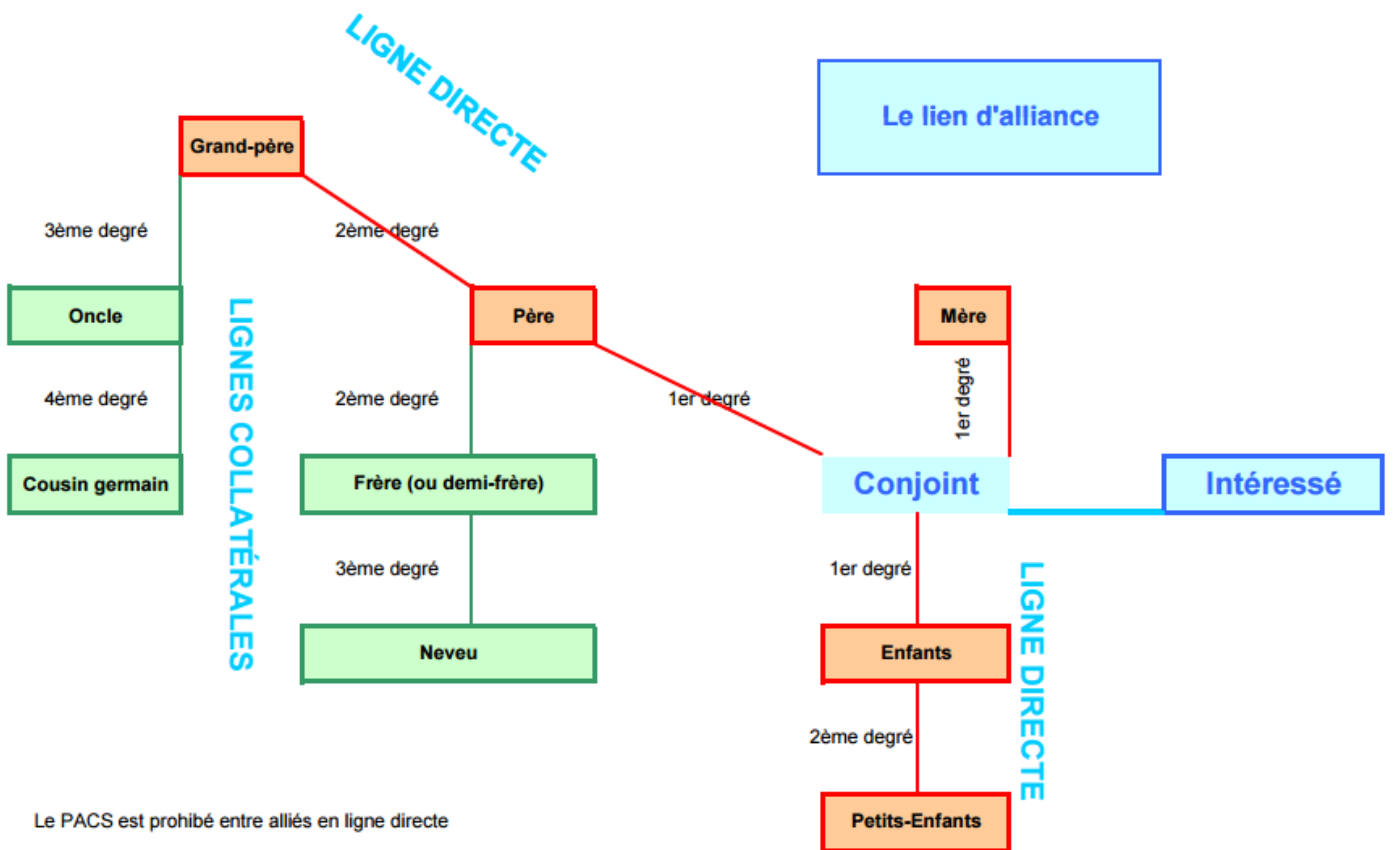 LIGNE DIRECTE
Le lien d'alliance
Grand-père
3ème degré
2ème degré
Oncle
Père
Mère
LIGNES COLLATÉRALES
4ème degré
2ème degré
1er degré
1er degré
Cousin germain
Frère (ou demi-frère)
Conjoint
Intéressé
3ème degré
1er degré
LIGNE DIRECTE
Neveu
Enfants
2ème degré
Le PACS est prohibé entre alliés en ligne directe
Petits-Enfants